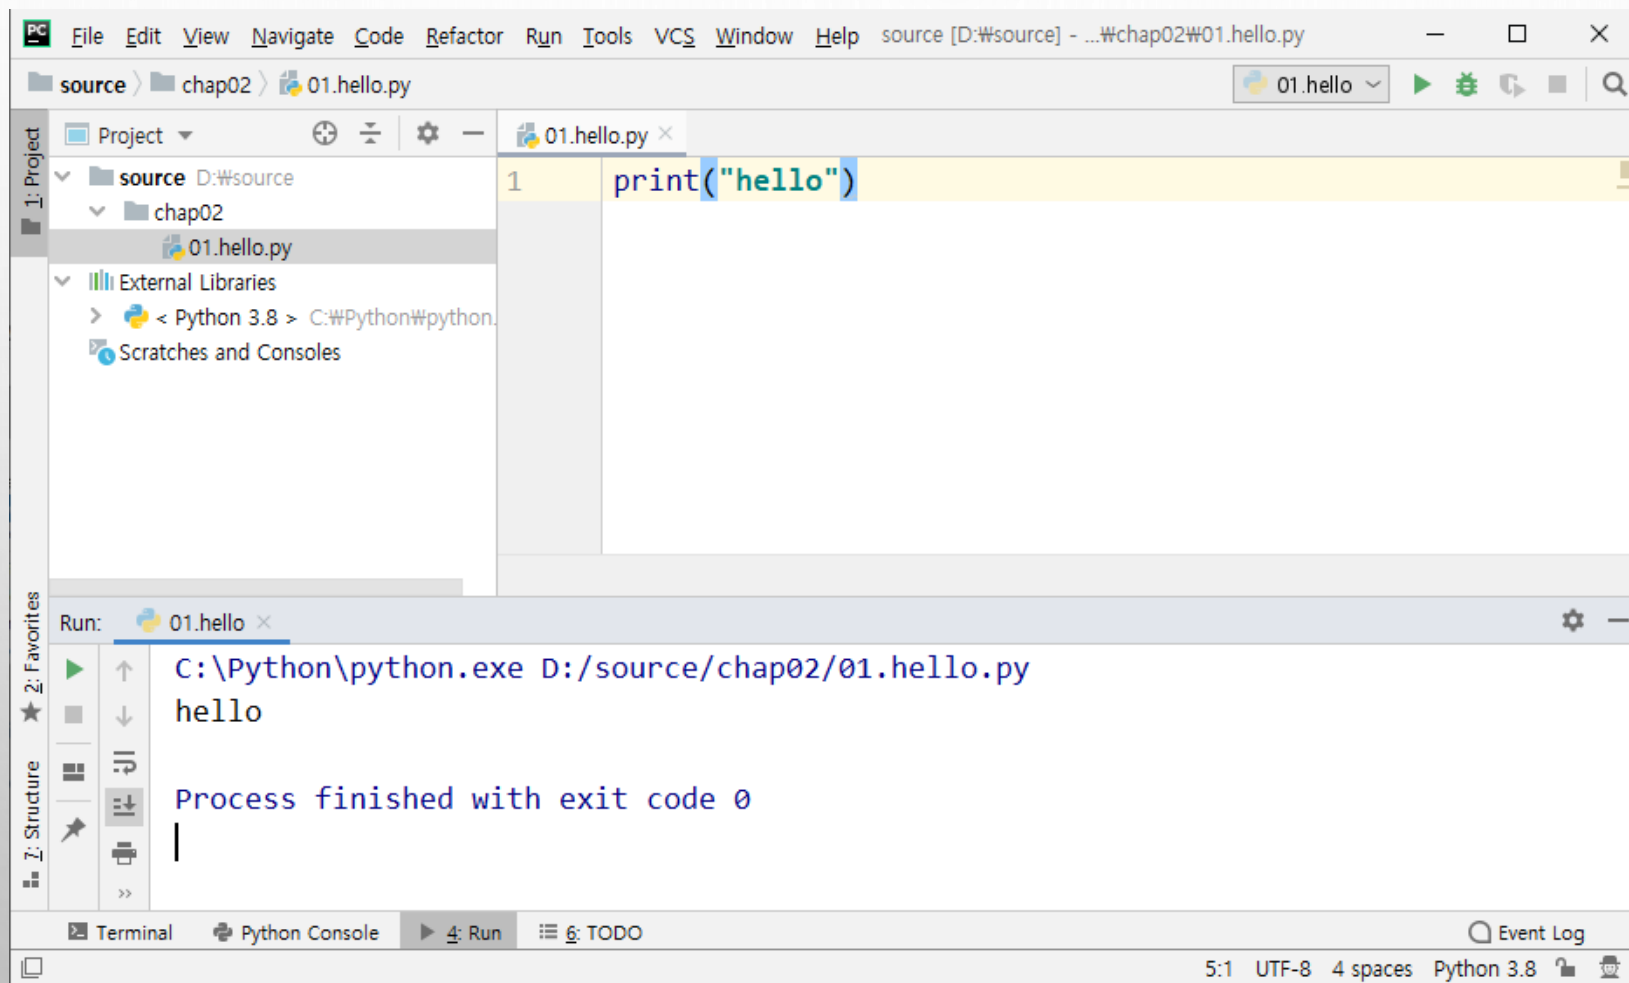 PC File Edit View Navigate Code Refactor Run Tools VCS Window Help source [D:₩source] - ...₩chap02₩01.hello.py
source chap02 01.hello.py 01.hello
1: Project
Project
source D:₩source
chap02
01.hello.py
External Libraries
< Python 3.8 > C:₩Python₩python.
Scratches and Consoles
01.hello.py
1 print("hello")
2: Favorites
7: Structure
Run: 01.hello
C:\Python\python.exe D:/source/chap02/01.hello.py
hello
Process finished with exit code 0
Terminal Python Console 4: Run 6: TODO Event Log
5:1 UTF-8 4 spaces Python 3.8